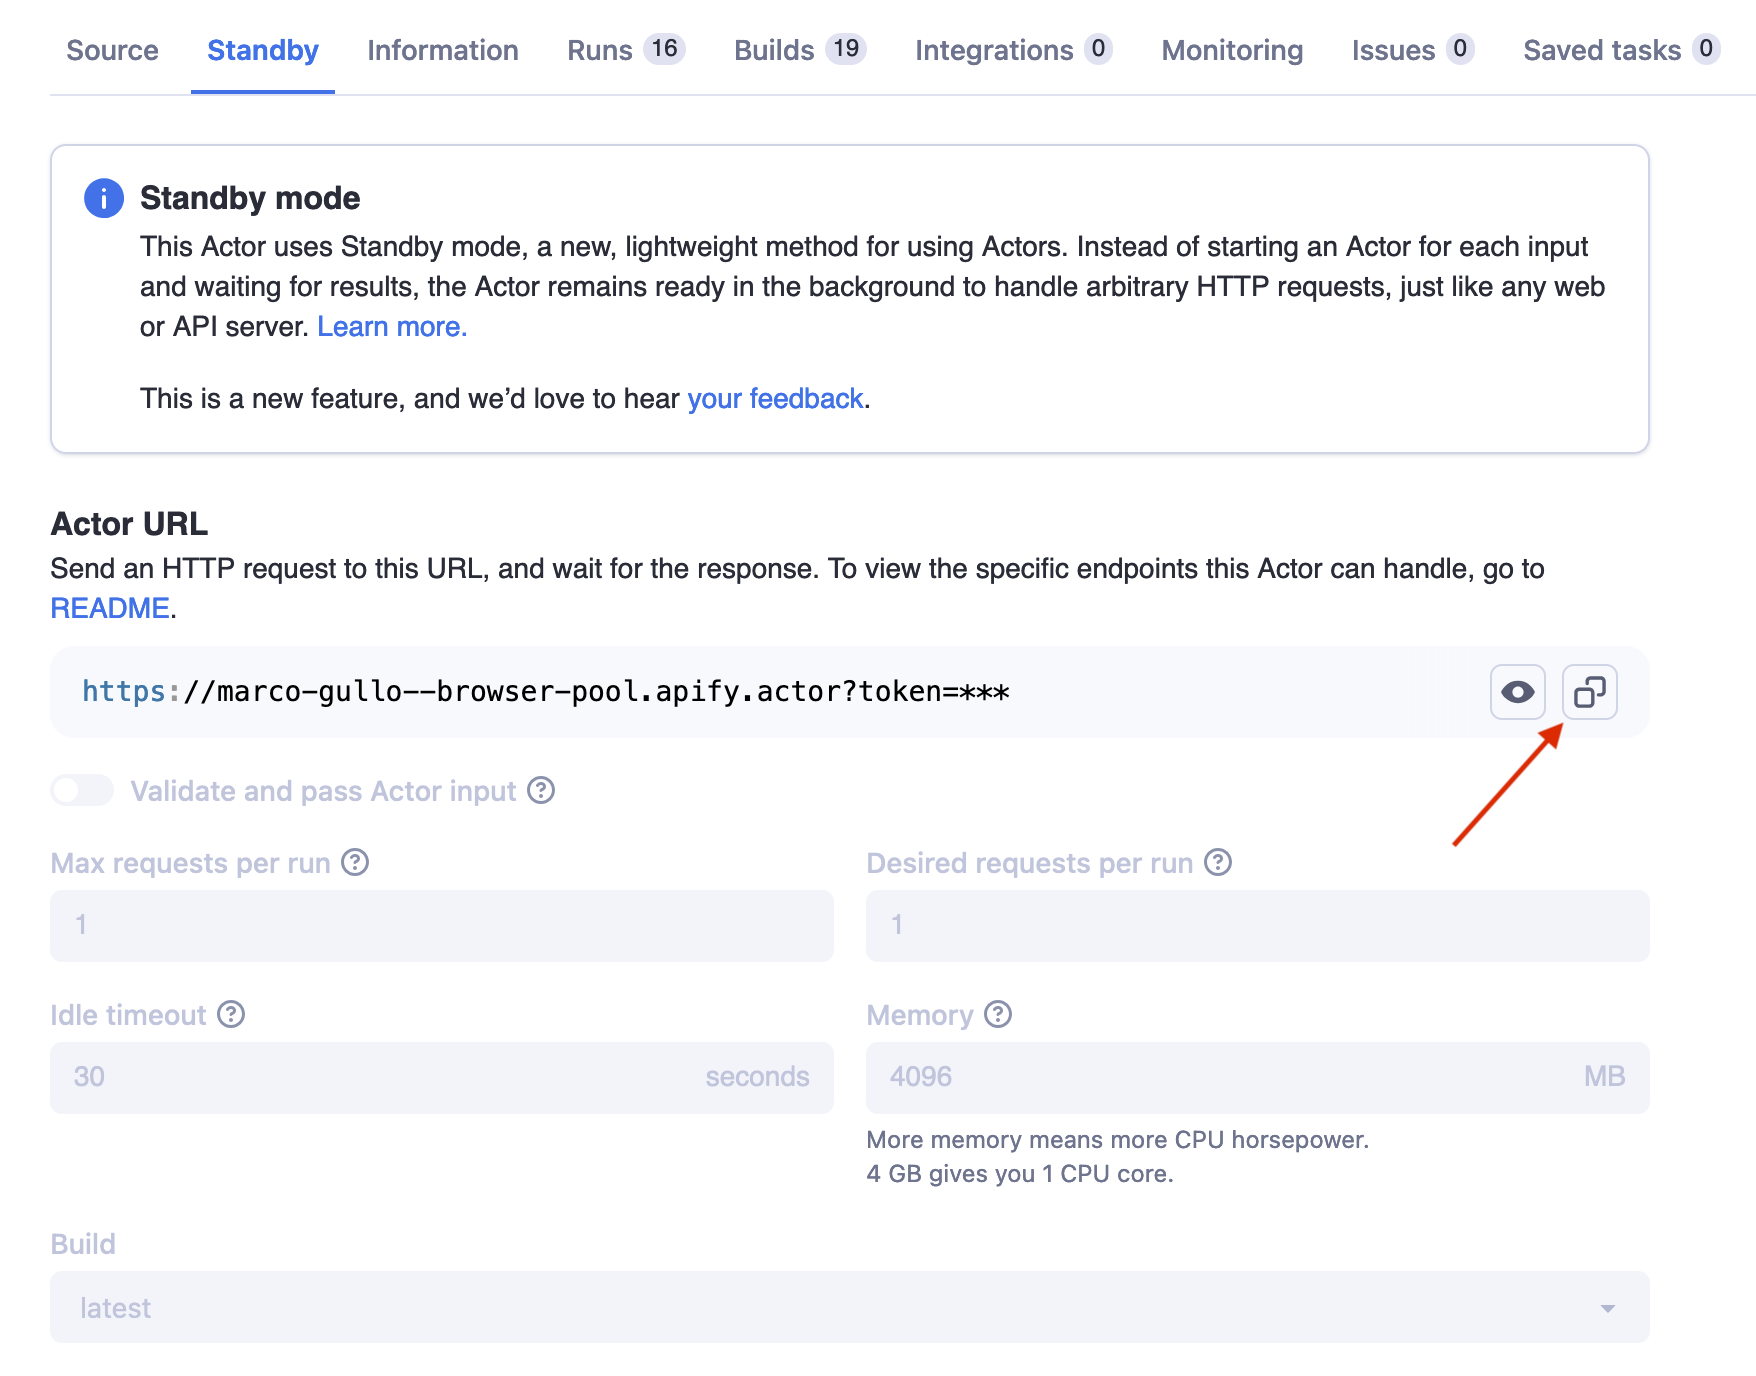 Source Standby Information Runs 16 Builds 19 Integrations 0 Monitoring Issues 0 Saved tasks 0
Standby mode
This Actor uses Standby mode, a new, lightweight method for using Actors. Instead of starting an Actor for each input
and waiting for results, the Actor remains ready in the background to handle arbitrary HTTP requests, just like any web
or API server. Learn more.
This is a new feature, and we’d love to hear your feedback.
Actor URL
Send an HTTP request to this URL, and wait for the response. To view the specific endpoints this Actor can handle, go to
README.
https://marco-gullo--browser-pool.apify.actor?token=***
Validate and pass Actor input
Max requests per run
Desired requests per run
1
1
Idle timeout
Memory
30 seconds
4096 MB
More memory means more CPU horsepower.
4 GB gives you 1 CPU core.
Build
latest